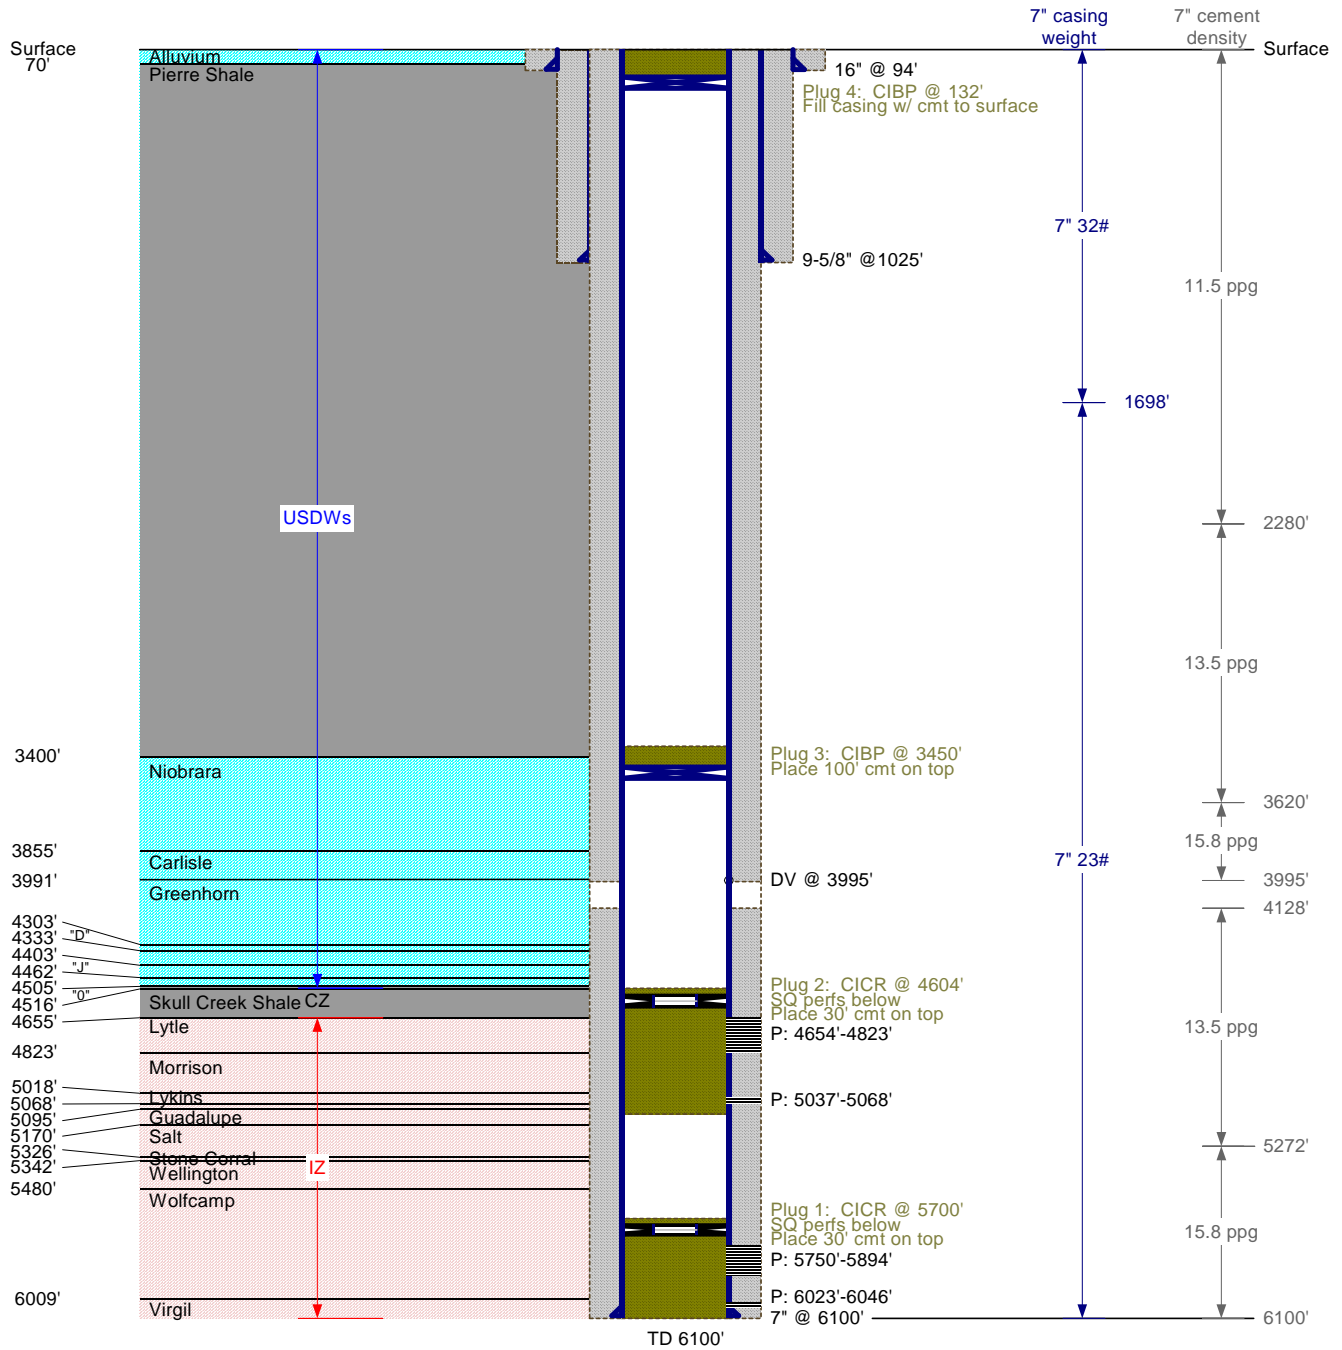 7" casing
weight
7" cement
density
Surface
Surface
70'
Alluvium
Pierre Shale
16" @ 94'
Plug 4: CIBP @ 132'
Fill casing w/ cmt to surface
7" 32#
9-5/8" @1025'
11.5 ppg
1698'
USDWs
2280'
13.5 ppg
3400'
Niobrara
Plug 3: CIBP @ 3450'
Place 100' cmt on top
3620'
15.8 ppg
3855'
Carlisle
7" 23#
3991'
Greenhorn
DV @ 3995'
3995'
4128'
4303'
4333'
"D"
4403'
4462'
"J"
4505'
4516'
"0"
Skull Creek Shale
CZ
Plug 2: CICR @ 4604'
SQ perfs below
Place 30' cmt on top
4655'
Lytle
P: 4654'-4823'
13.5 ppg
4823'
Morrison
5018'
5068'
Lykins
P: 5037'-5068'
5095'
Guadalupe
5170'
Salt
5272'
5326'
Stone Corral
5342'
Wellington
IZ
5480'
Wolfcamp
Plug 1: CICR @ 5700'
SQ perfs below
Place 30' cmt on top
15.8 ppg
P: 5750'-5894'
6009'
Virgil
P: 6023'-6046'
7" @ 6100'
6100'
TD 6100'